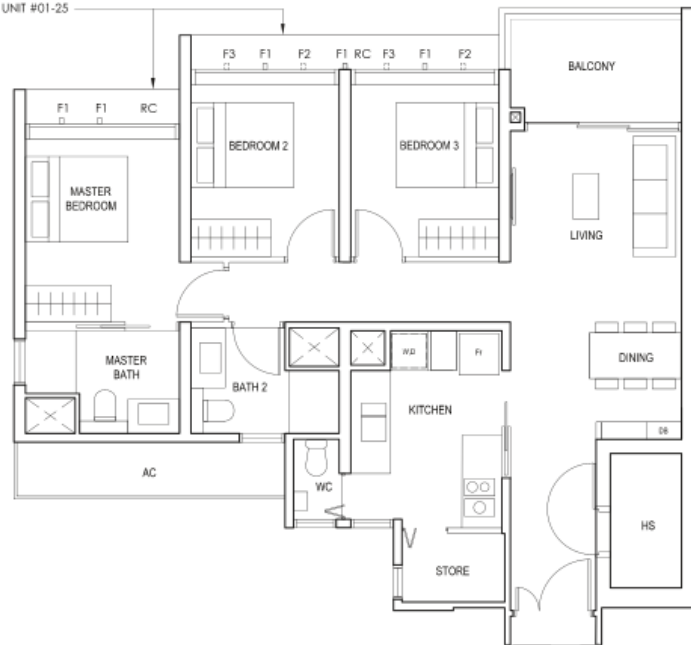 UNIT #01-25
F3 F1 F2 F1 RC F3 F1 F2
BALCONY
F1 F1 RC
BEDROOM 2
BEDROOM 3
MASTER
BEDROOM
LIVING
W.D
Fr
MASTER
BATH
BATH 2
DINING
KITCHEN
DB
AC
WC
HS
STORE